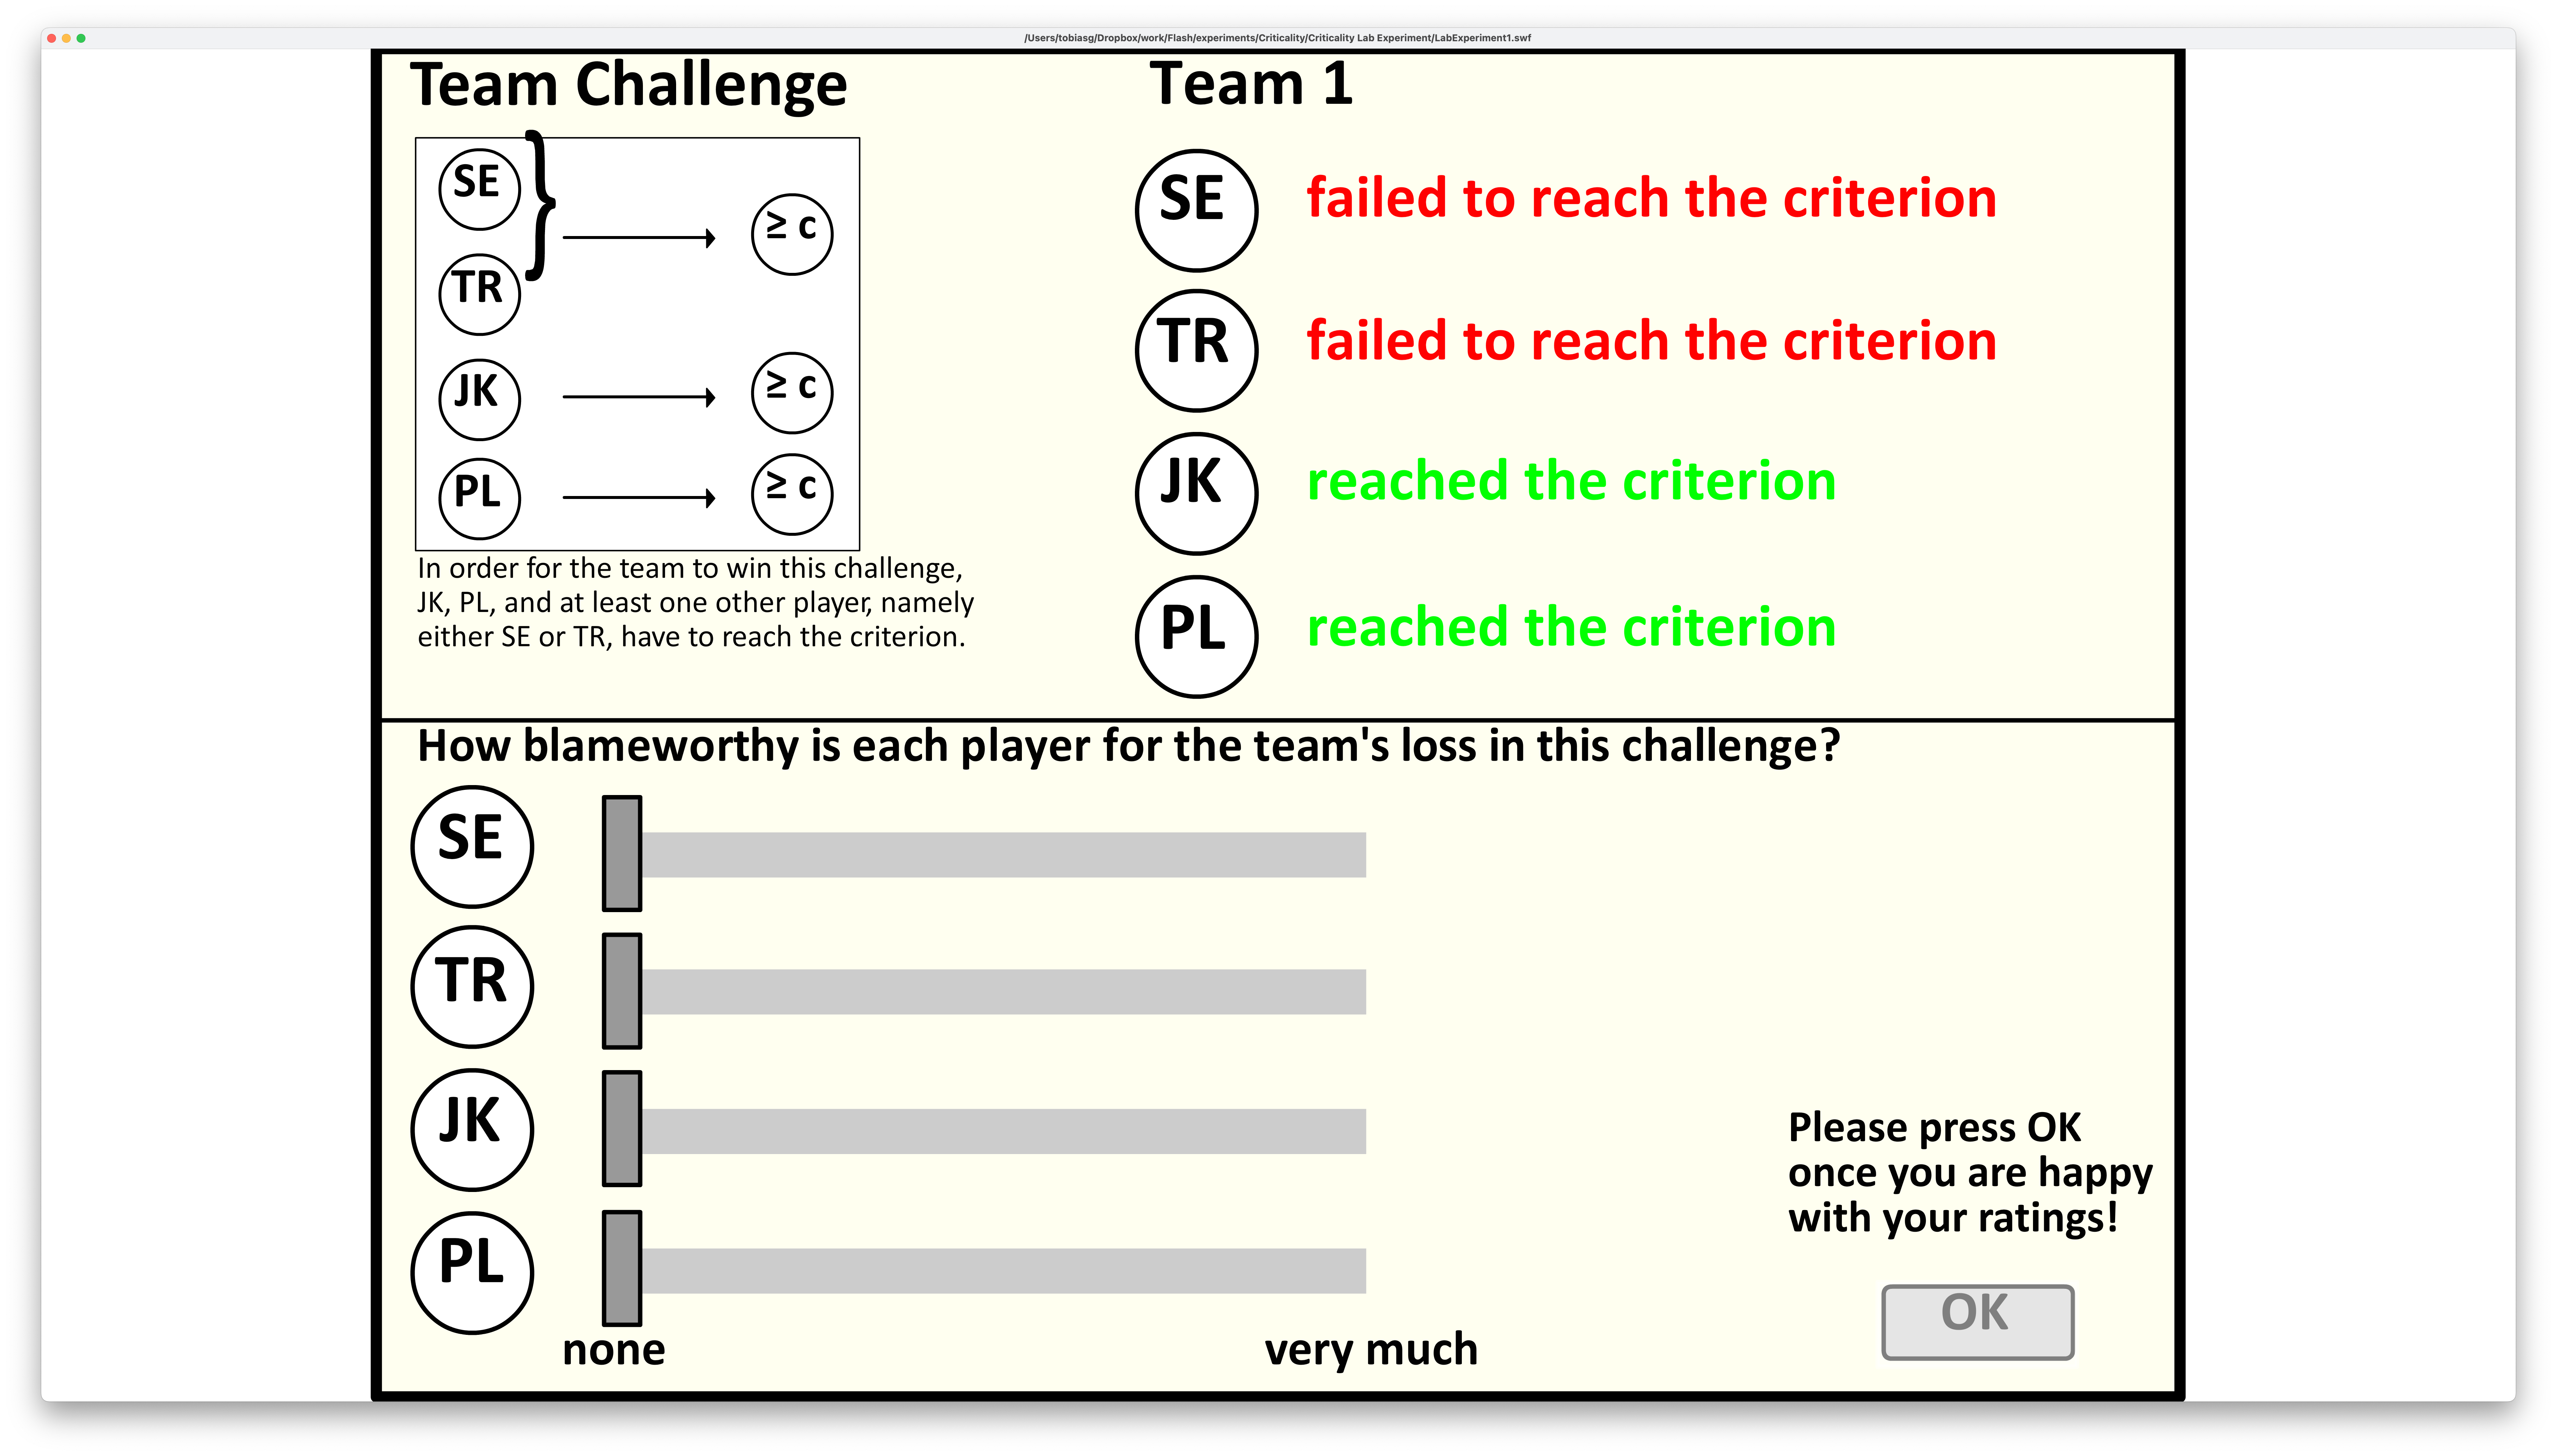 /Users/tobiasg/Dropbox/work/Flash/experiments/Criticality/Criticality Lab Experiment/LabExperiment1.swf
Team Challenge
SE
TR
JK
PL
}
≥ c
≥ c
≥ c
In order for the team to win this challenge,
JK, PL, and at least one other player, namely
either SE or TR, have to reach the criterion.
Team 1
SE failed to reach the criterion
TR failed to reach the criterion
JK reached the criterion
PL reached the criterion
How blameworthy is each player for the team's loss in this challenge?
SE
TR
JK
PL
none very much
Please press OK
once you are happy
with your ratings!
OK